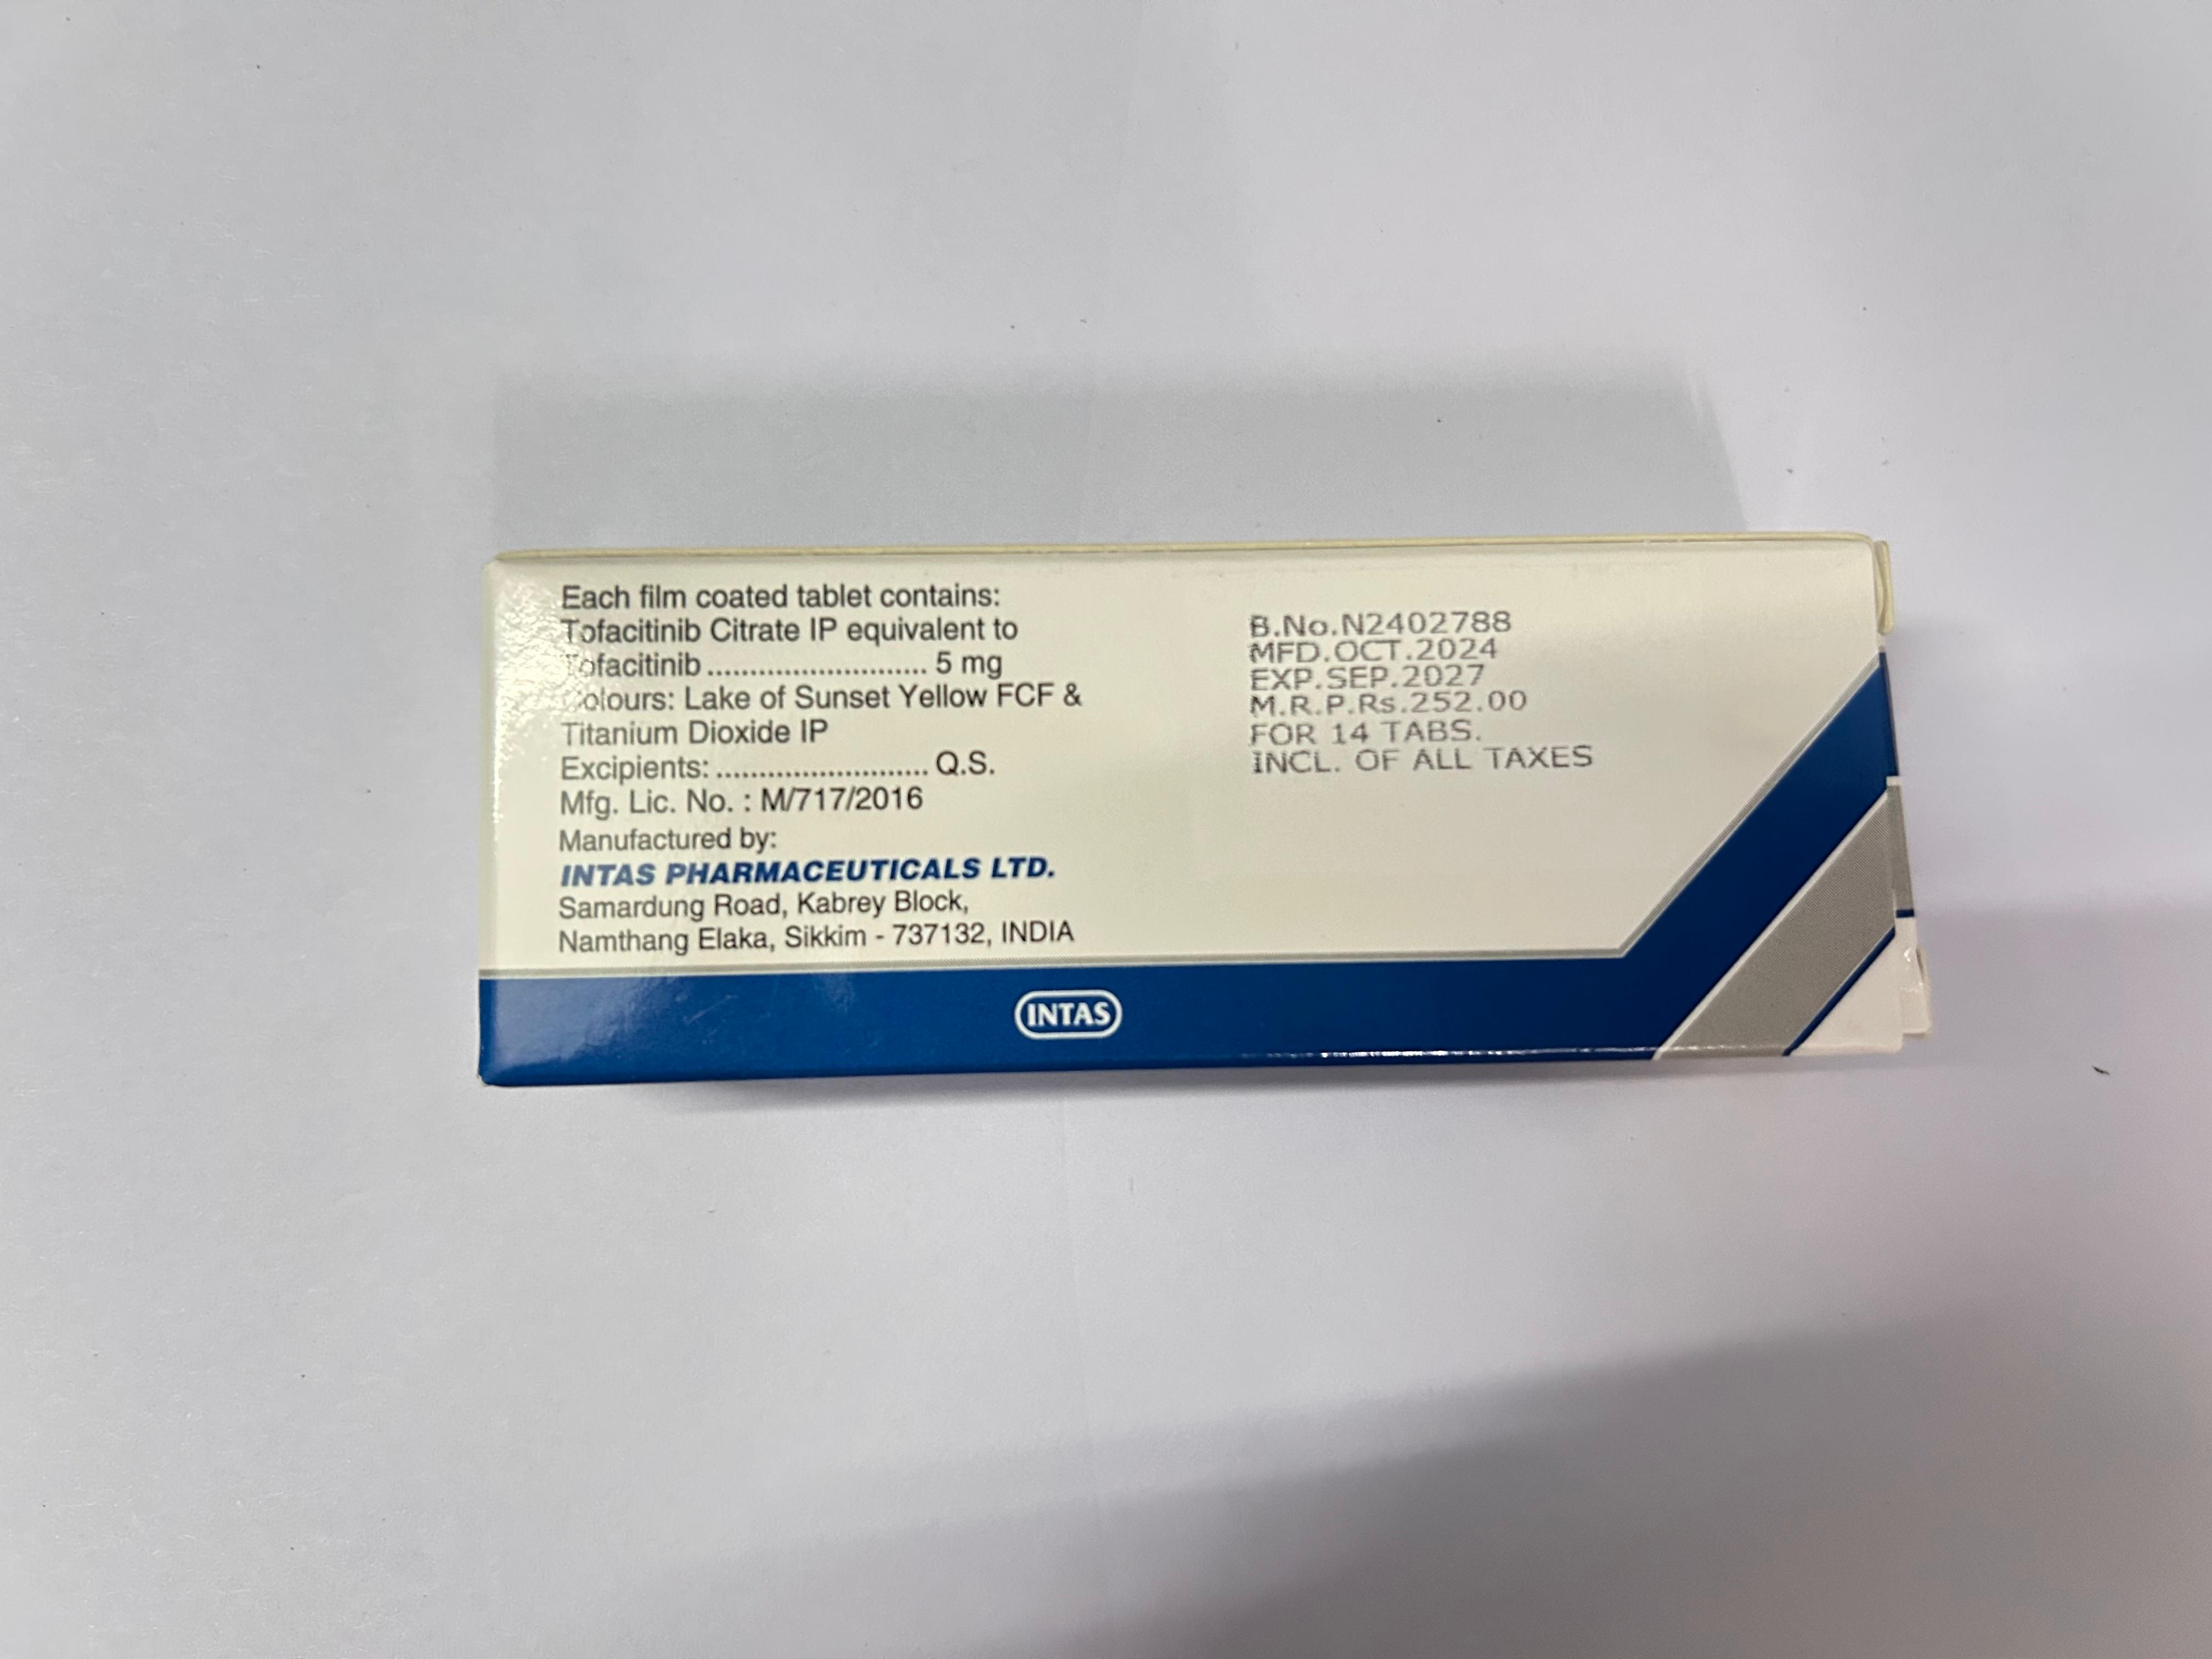 Each film coated tablet contains:
Tofacitinib Citrate IP equivalent to
Tofacitinib .......................... 5 mg
Colours: Lake of Sunset Yellow FCF &
Titanium Dioxide IP
Excipients: ......................... Q.S.
Mfg. Lic. No. : M/717/2016
Manufactured by:
INTAS PHARMACEUTICALS LTD.
Samardung Road, Kabrey Block,
Namthang Elaka, Sikkim - 737132, INDIA
B.No.N2402788
MFD.OCT.2024
EXP.SEP.2027
M.R.P.Rs.252.00
FOR 14 TABS.
INCL. OF ALL TAXES
INTAS